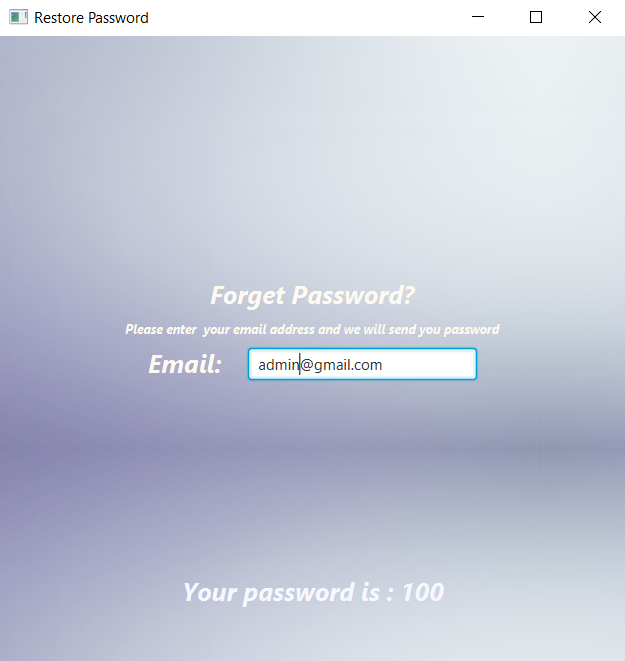 Restore Password
Forget Password?
Please enter  your email address and we will send you password
Email: admin@gmail.com
Your password is : 100